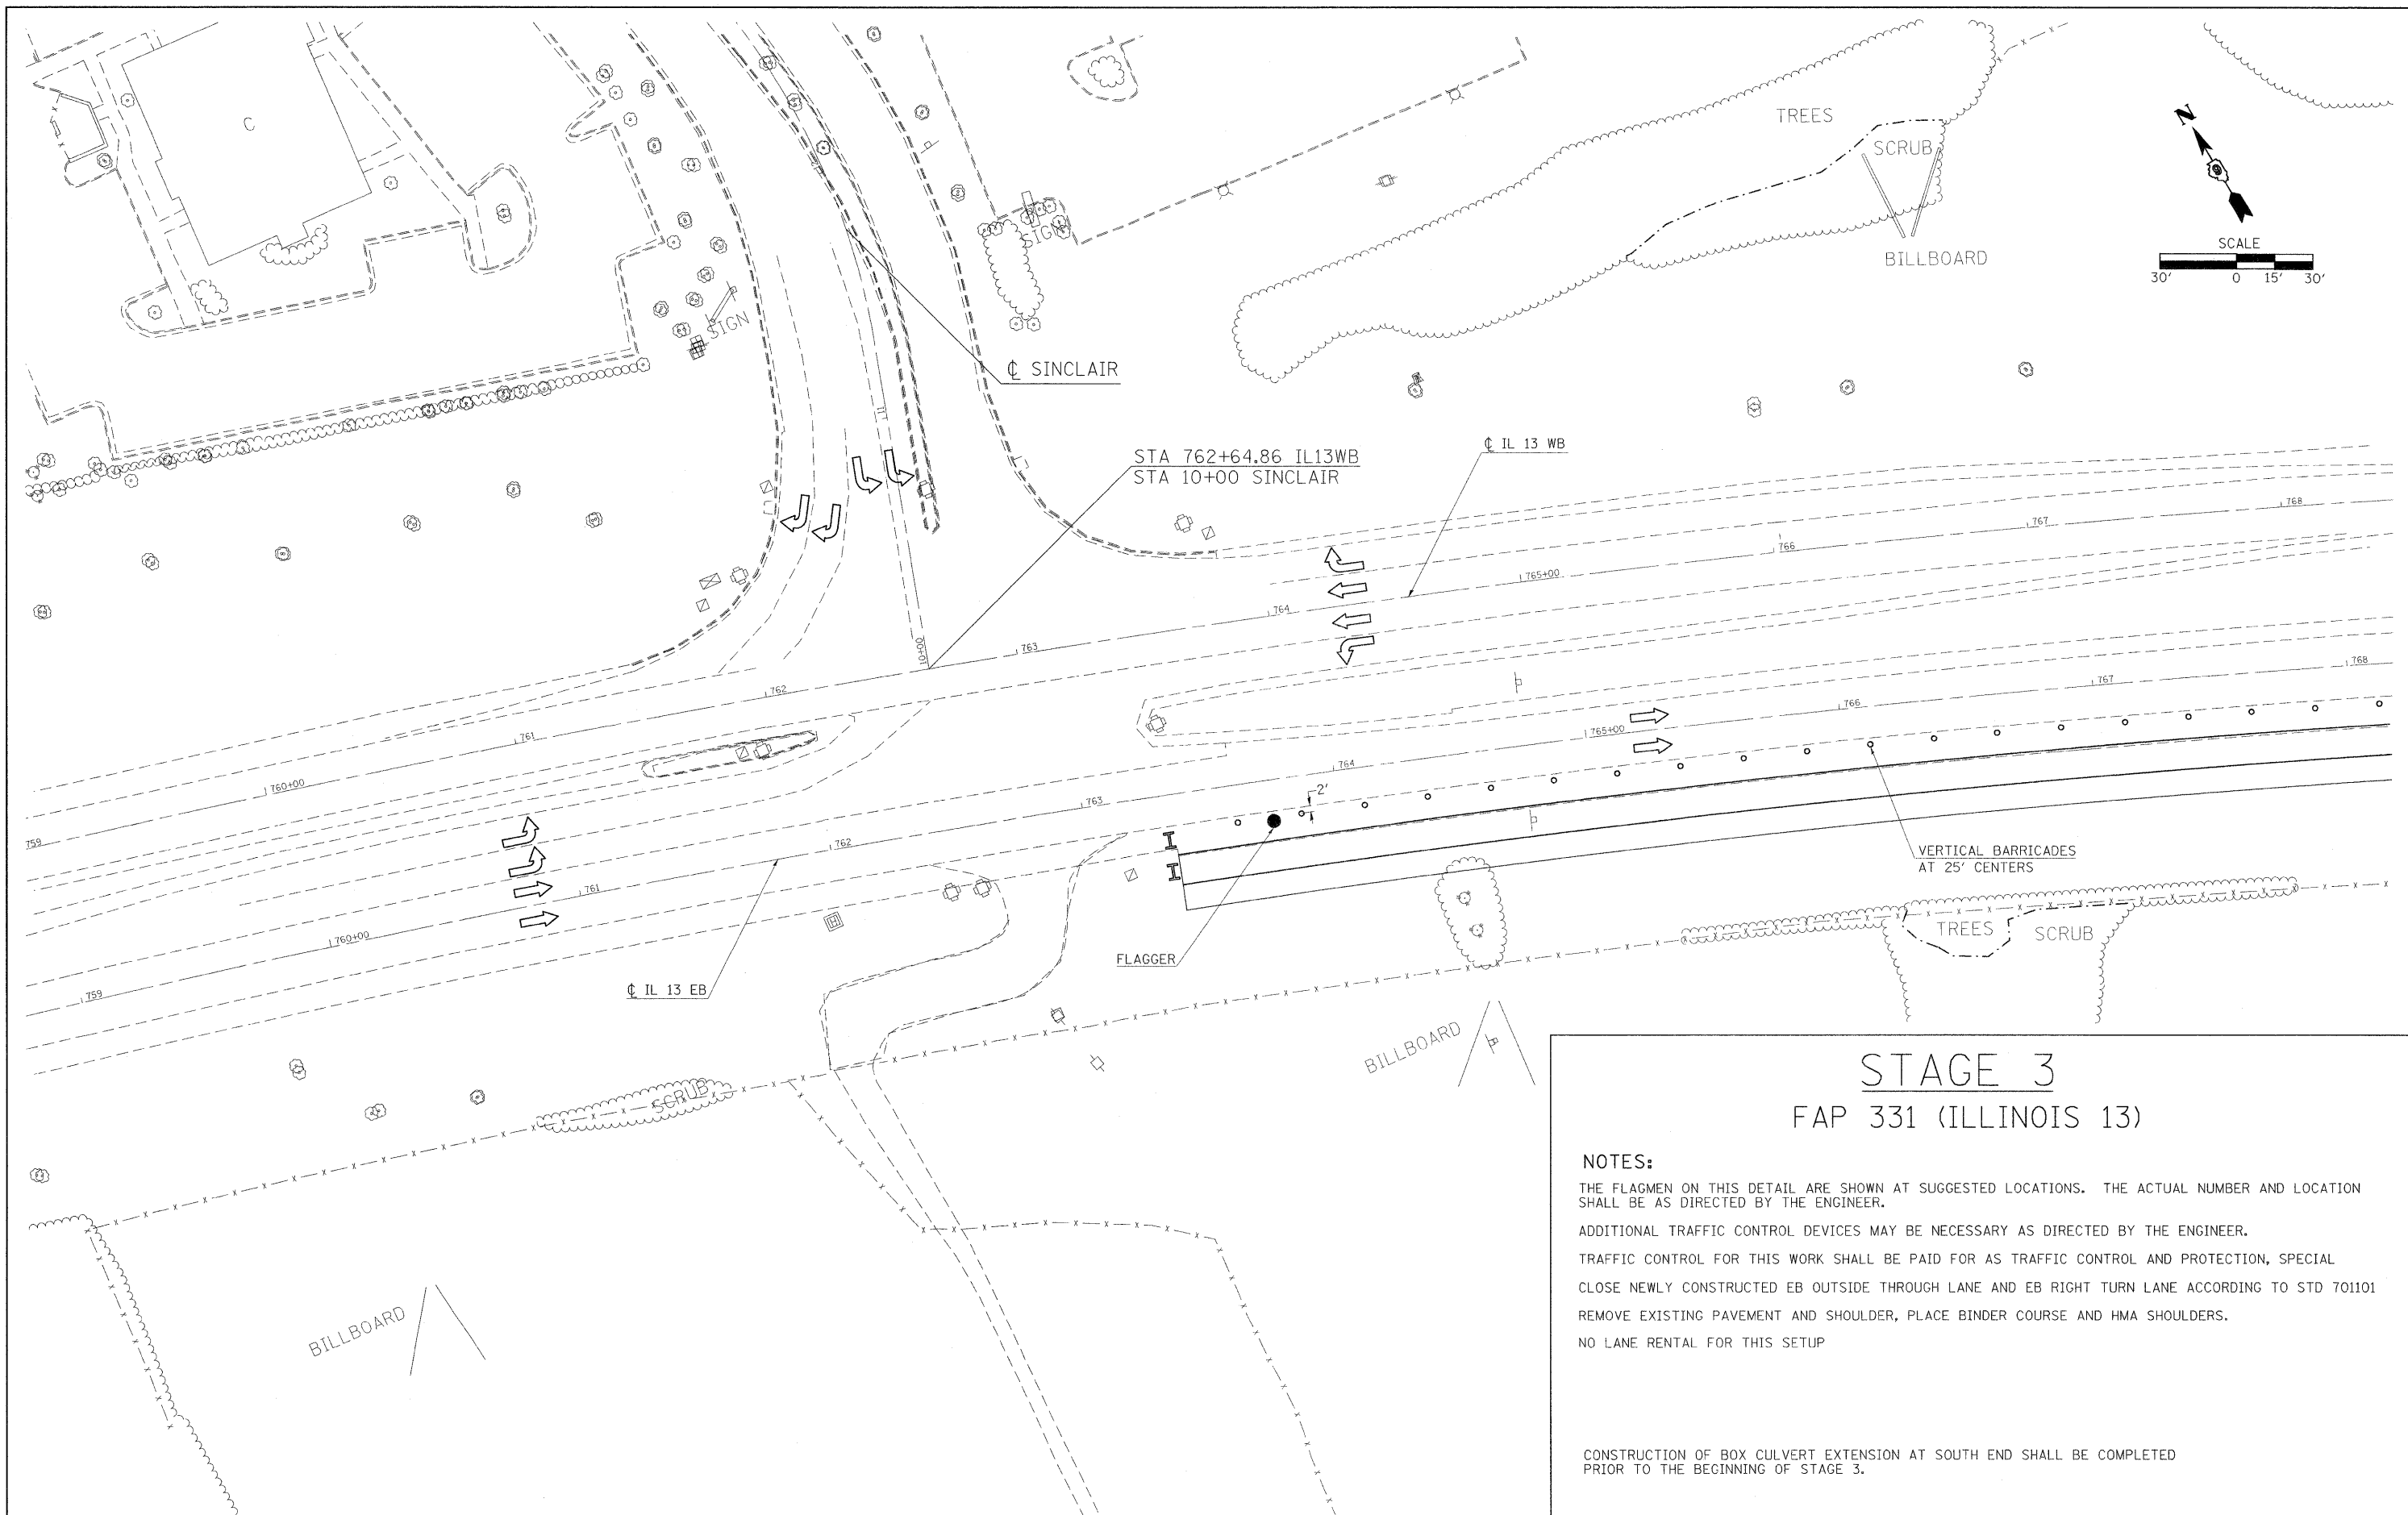 C
SIGN
SIGN
TREES
SCRUB
BILLBOARD
N
SCALE
30' 0 15' 30'
℄ SINCLAIR
STA 762+64.86 IL13WB
STA 10+00 SINCLAIR
℄ IL 13 WB
10+00
759
760+00
761
762
763
764
765+00
766
767
768
759
760+00
761
762
763
764
765+00
766
767
768
2'
℄ IL 13 EB
FLAGGER
VERTICAL BARRICADES
AT 25' CENTERS
TREES
SCRUB
BILLBOARD
SCRUB
BILLBOARD
STAGE 3
FAP 331 (ILLINOIS 13)
NOTES:
THE FLAGMEN ON THIS DETAIL ARE SHOWN AT SUGGESTED LOCATIONS. THE ACTUAL NUMBER AND LOCATION
SHALL BE AS DIRECTED BY THE ENGINEER.
ADDITIONAL TRAFFIC CONTROL DEVICES MAY BE NECESSARY AS DIRECTED BY THE ENGINEER.
TRAFFIC CONTROL FOR THIS WORK SHALL BE PAID FOR AS TRAFFIC CONTROL AND PROTECTION, SPECIAL
CLOSE NEWLY CONSTRUCTED EB OUTSIDE THROUGH LANE AND EB RIGHT TURN LANE ACCORDING TO STD 701101
REMOVE EXISTING PAVEMENT AND SHOULDER, PLACE BINDER COURSE AND HMA SHOULDERS.
NO LANE RENTAL FOR THIS SETUP
CONSTRUCTION OF BOX CULVERT EXTENSION AT SOUTH END SHALL BE COMPLETED
PRIOR TO THE BEGINNING OF STAGE 3.